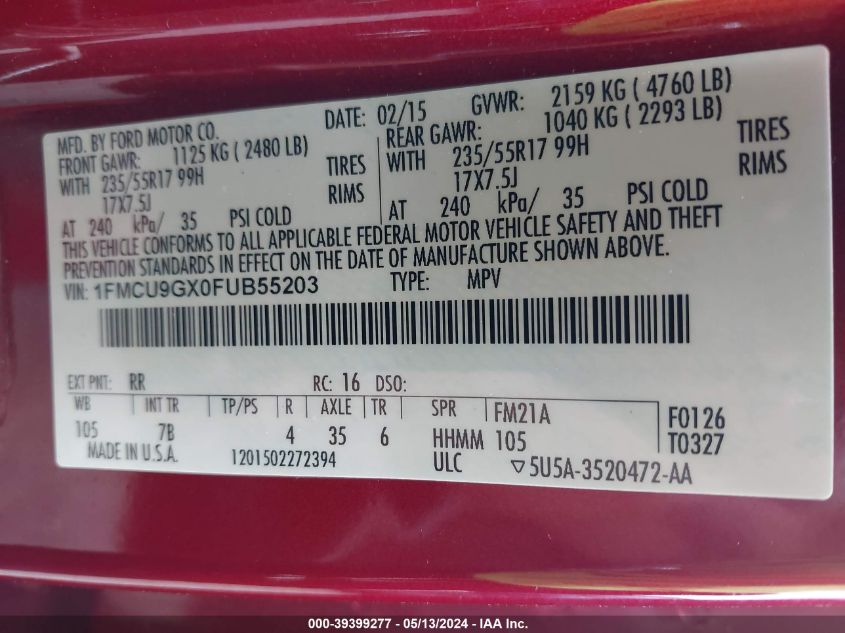 MFD. BY FORD MOTOR CO. DATE: 02/15 GVWR: 2159 KG ( 4760 LB)
FRONT GAWR: 1125 KG ( 2480 LB) REAR GAWR: 1040 KG ( 2293 LB)
WITH 235/55R17 99H TIRES WITH 235/55R17 99H TIRES
17X7.5J RIMS 17X7.5J RIMS
AT 240 kPa/ 35 PSI COLD AT 240 kPa/ 35 PSI COLD
THIS VEHICLE CONFORMS TO ALL APPLICABLE FEDERAL MOTOR VEHICLE SAFETY AND THEFT
PREVENTION STANDARDS IN EFFECT ON THE DATE OF MANUFACTURE SHOWN ABOVE.
VIN: 1FMCU9GX0FUB55203 TYPE: MPV
EXT PNT: RR RC: 16 DSO:
WB INT TR TP/PS R AXLE TR SPR FM21A F0126
105 7B 4 35 6 HHMM 105 T0327
MADE IN U.S.A. 1201502272394 ULC ▽5U5A-3520472-AA
000-39399277 - 05/13/2024 - IAA Inc.